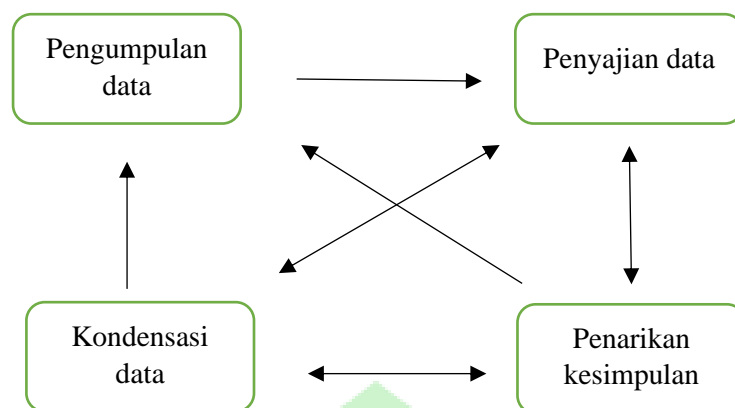 Pengumpulan
data
Penyajian data
Kondensasi
data
Penarikan
kesimpulan